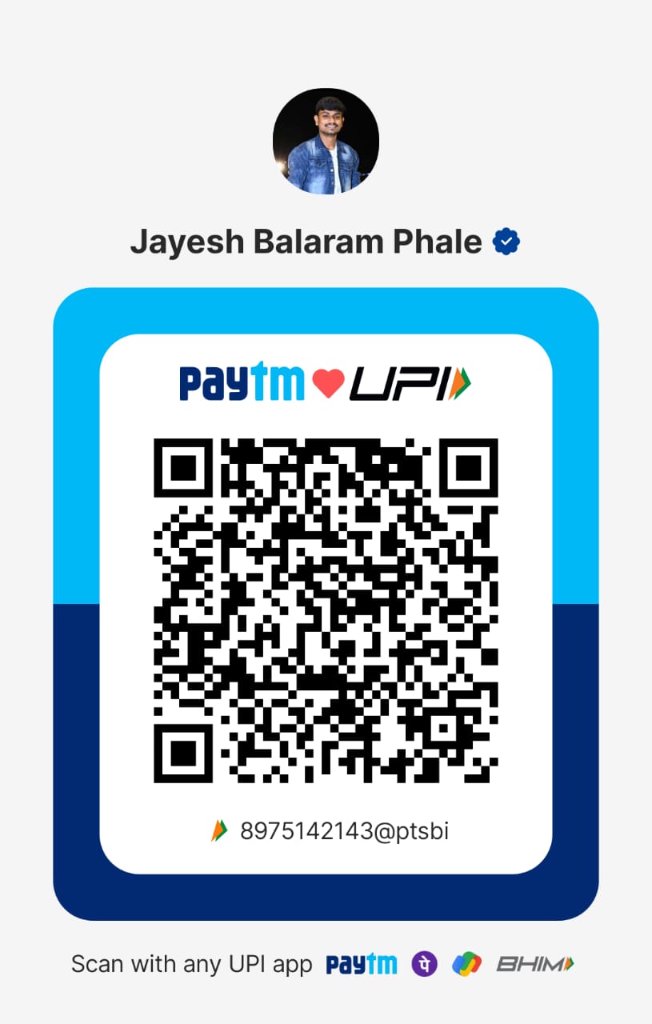 Jayesh Balaram Phale
paytm UPI
8975142143@ptsbi
Scan with any UPI app paytm पे BHIM